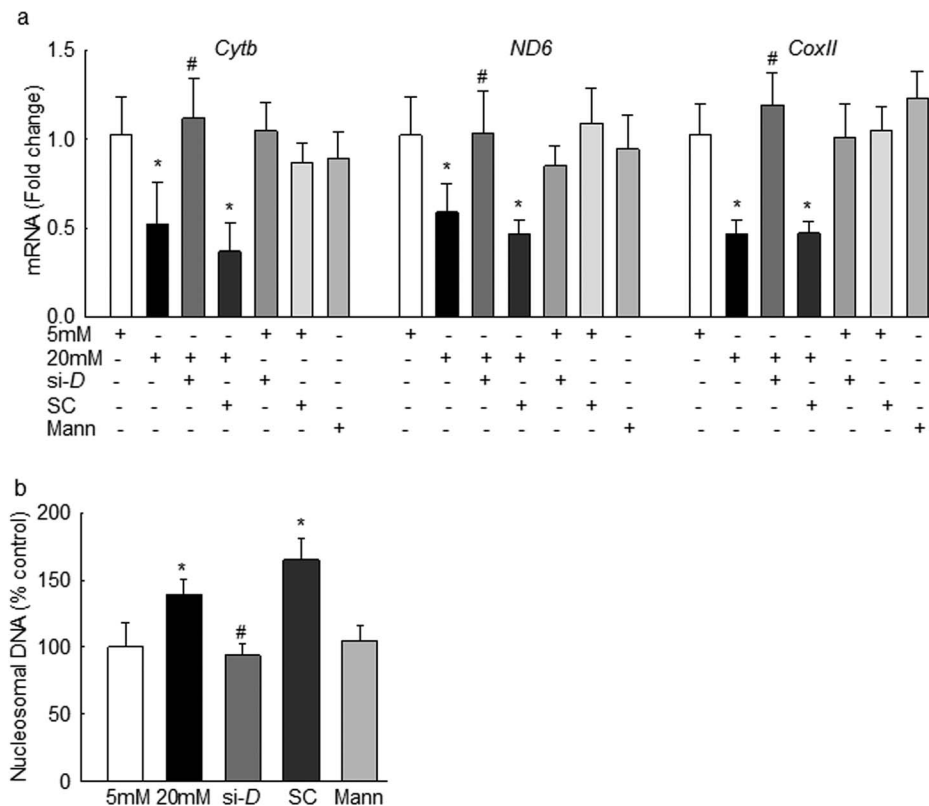 a
Cytb ND6 CoxII
mRNA (Fold change)
1.5
1.0
0.5
0.0
* # * * # * * # *
5mM + - - - + + - + - - - + + - + - - - + + -
20mM - + + + - - - - + + + - - - - + + + - - -
si-D - - + - + - - - - + - + - - - - + - + - -
SC - - - + - + - - - - + - + - - - - + - + -
Mann - - - - - - + - - - - - - + - - - - - - +
b
Nucleosomal DNA (% control)
200
150
100
50
0
* # *
5mM 20mM si-D SC Mann